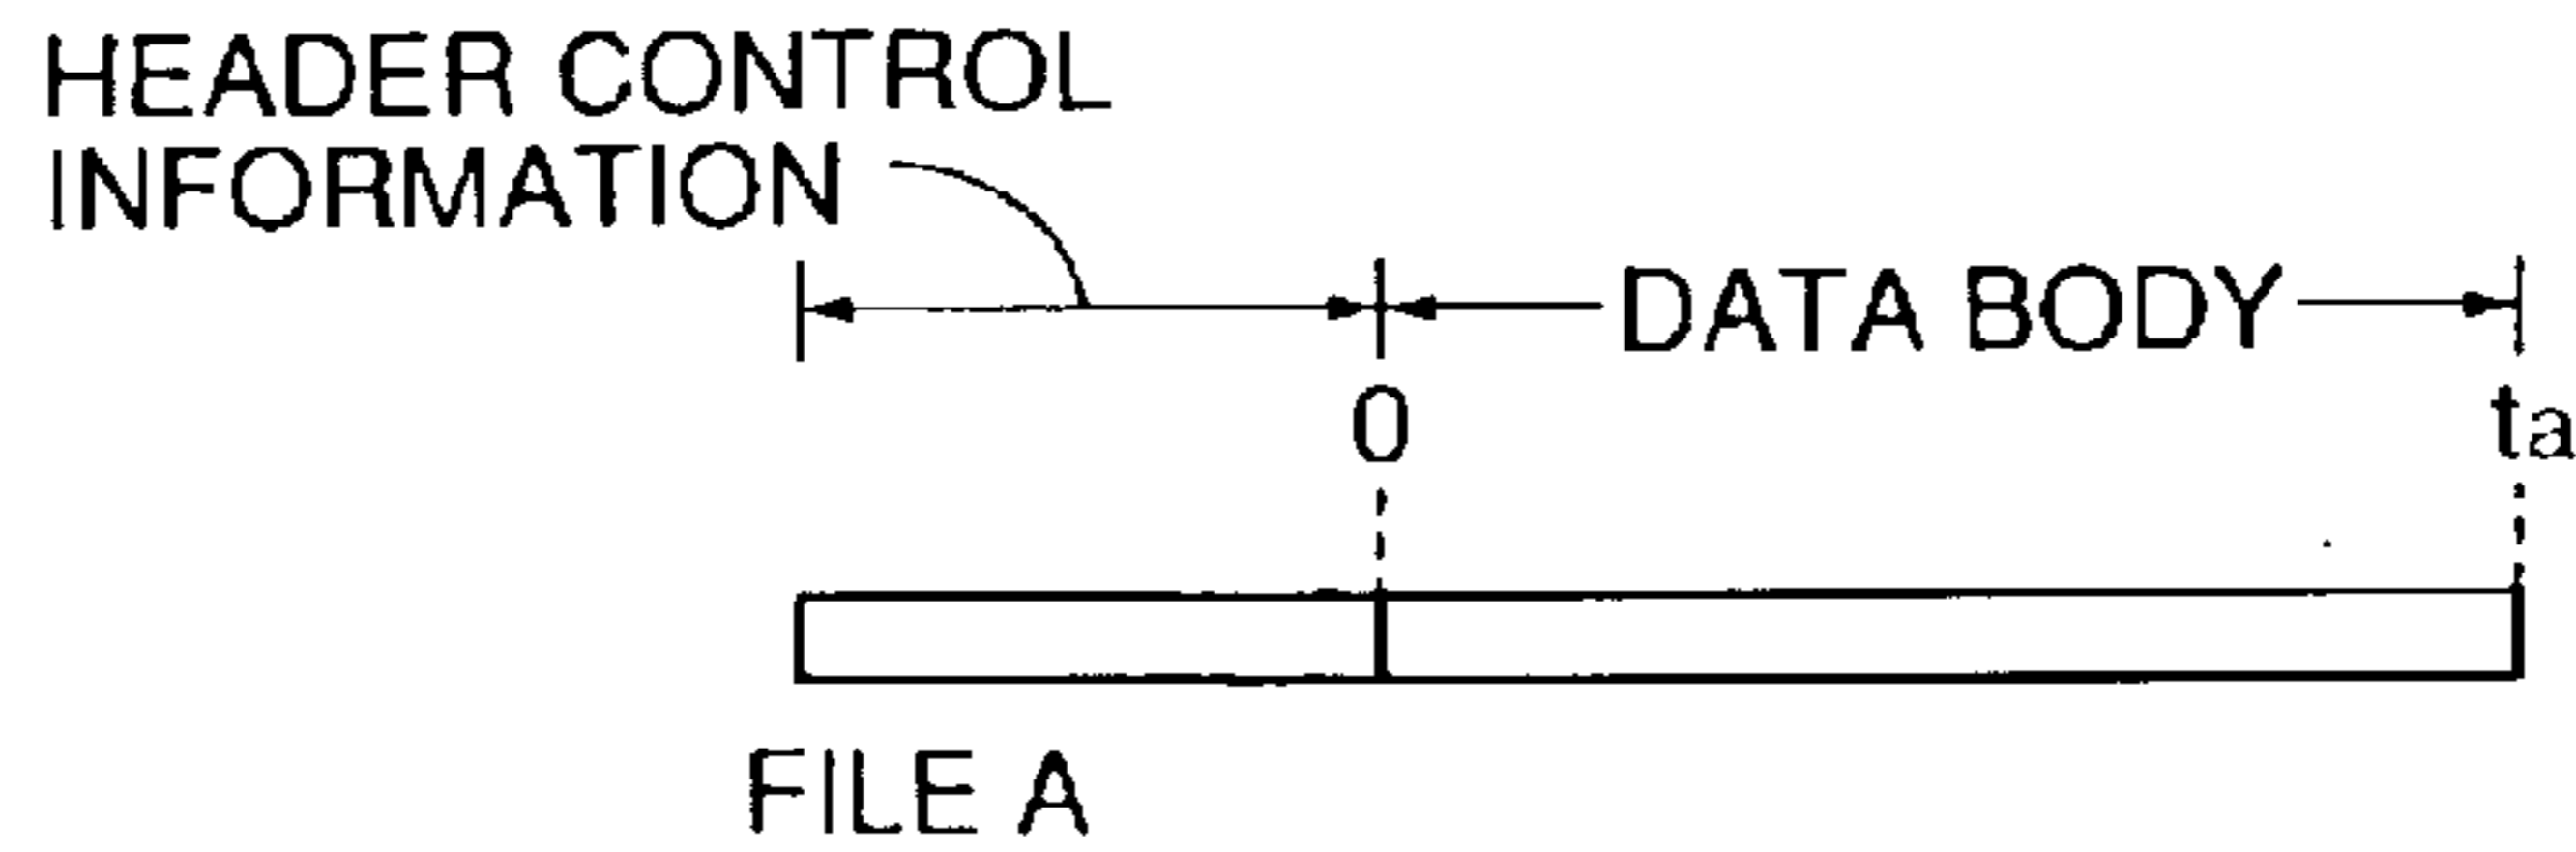 HEADER CONTROL
INFORMATION
DATA BODY
0
ta
FILE A